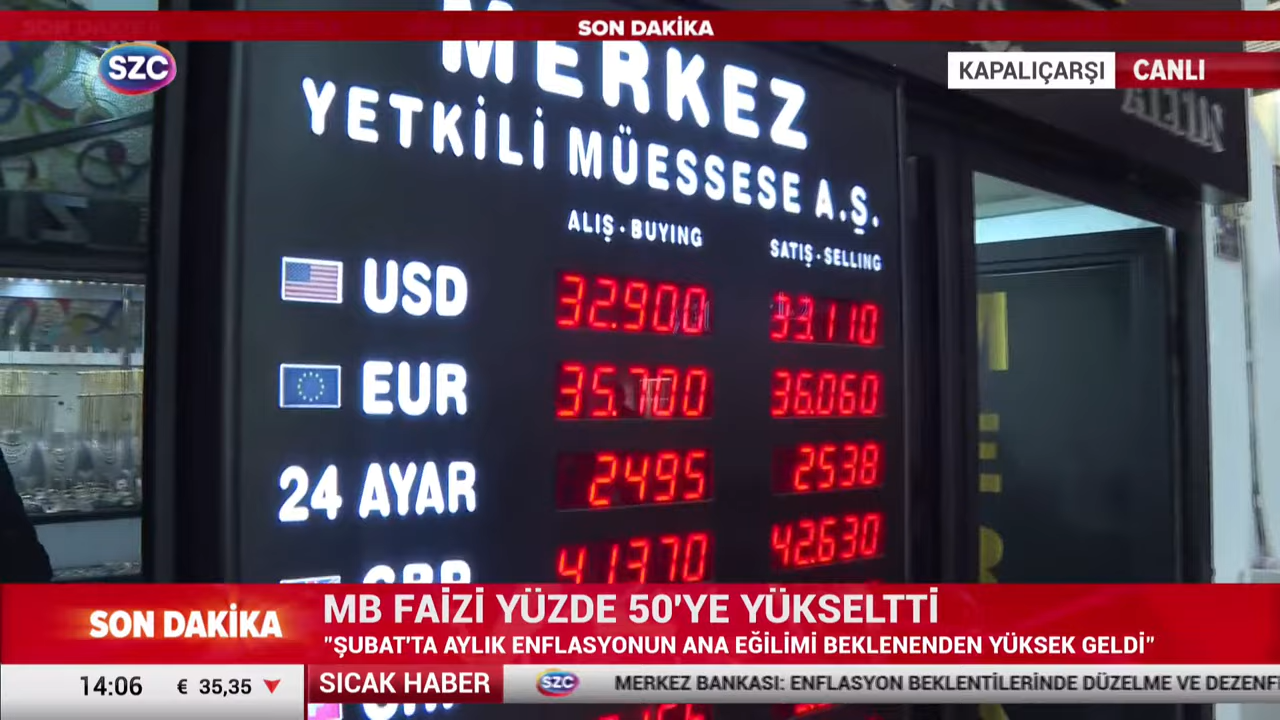 SON DAKİKA
SZC
KAPALIÇARŞI CANLI
MERKEZ
YETKİLİ MÜESSESE A.Ş.
ALIŞ - BUYING SATIŞ - SELLING
USD 32.900 33.110
EUR 35.700 36.060
24 AYAR 2495 2538
GBP 41370 42.630
SON DAKİKA
MB FAİZİ YÜZDE 50'YE YÜKSELTTİ
"ŞUBAT'TA AYLIK ENFLASYONUN ANA EĞİLİMİ BEKLENENDEN YÜKSEK GELDİ"
14:06 € 35,35 SICAK HABER SZC MERKEZ BANKASI: ENFLASYON BEKLENTİLERİNDE DÜZELME VE DEZENF